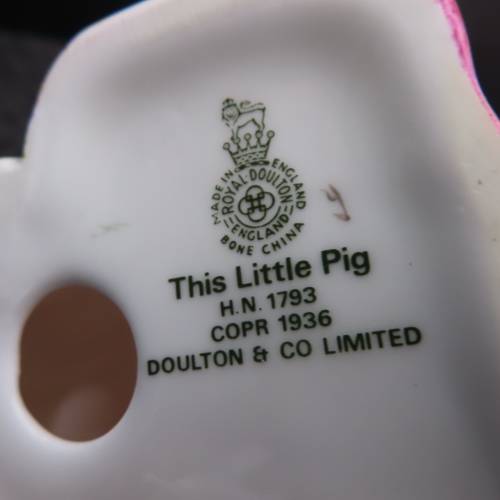 MADE IN ENGLAND
ROYAL DOULTON
ENGLAND
BONE CHINA
This Little Pig
H.N. 1793
COPR 1936
DOULTON & CO LIMITED